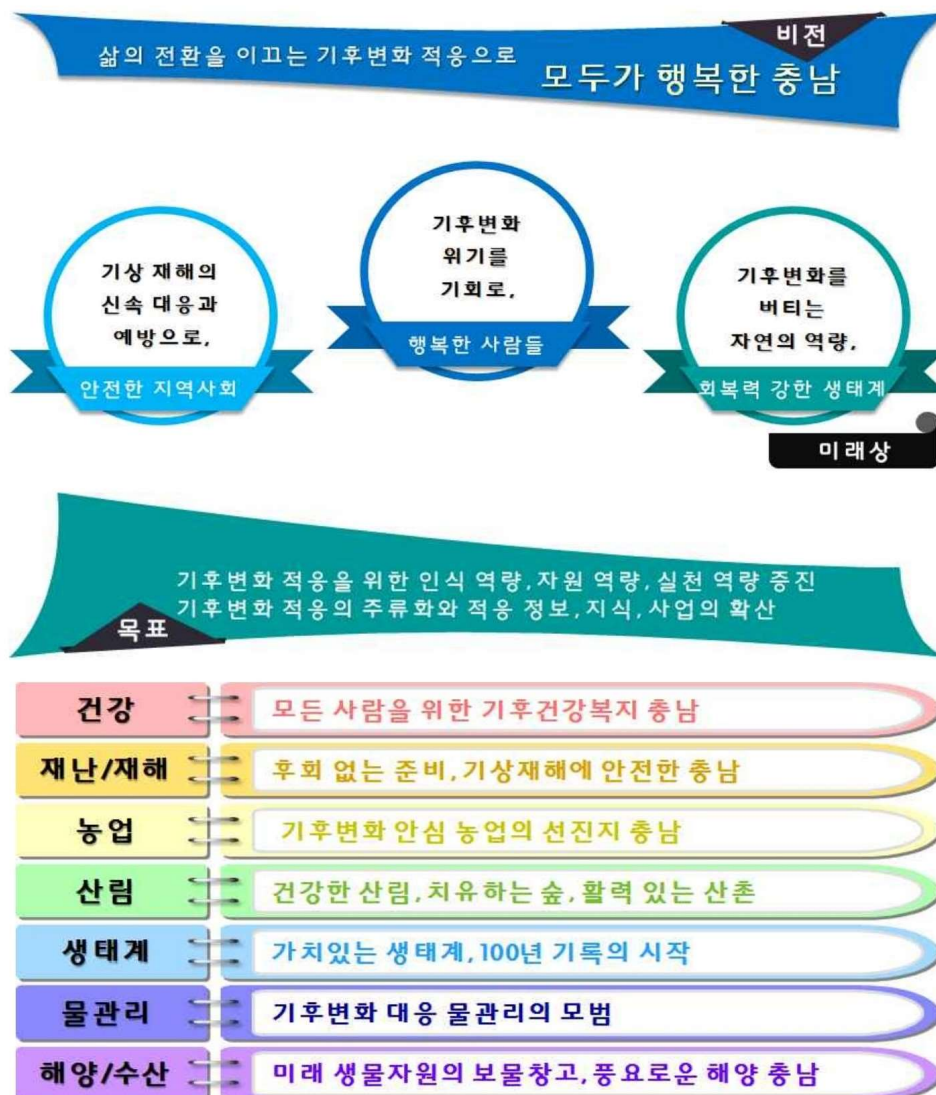 비전
삶의 전환을 이끄는 기후변화 적응으로
모두가 행복한 충남
기상 재해의
신속 대응과
예방으로,
안전한 지역사회
기후변화
위기를
기회로,
행복한 사람들
기후변화를
버티는
자연의 역량,
회복력 강한 생태계
미래상
기후변화 적응을 위한 인식 역량, 자원 역량, 실천 역량 증진
기후변화 적응의 주류화와 적응 정보, 지식, 사업의 확산
목표
건강
모든 사람을 위한 기후건강복지 충남
재난/재해
후회 없는 준비, 기상재해에 안전한 충남
농업
기후변화 안심 농업의 선진지 충남
산림
건강한 산림, 치유하는 숲, 활력 있는 산촌
생태계
가치있는 생태계, 100년 기록의 시작
물관리
기후변화 대응 물관리의 모범
해양/수산
미래 생물자원의 보물창고, 풍요로운 해양 충남